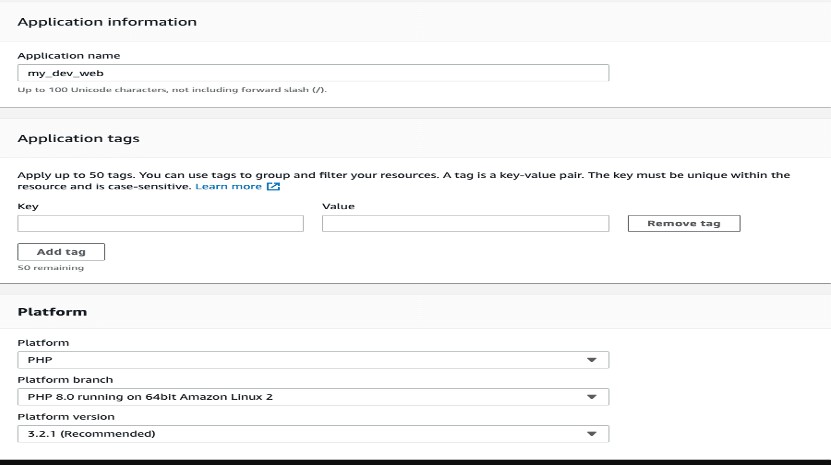 Application information
Application name
my_dev_web
Up to 100 Unicode characters, not including forward slash (/).
Application tags
Apply up to 50 tags. You can use tags to group and filter your resources. A tag is a key-value pair. The key must be unique within the
resource and is case-sensitive. Learn more
Key Value
Remove tag
Add tag
50 remaining
Platform
Platform
PHP
Platform branch
PHP 8.0 running on 64bit Amazon Linux 2
Platform version
3.2.1 (Recommended)